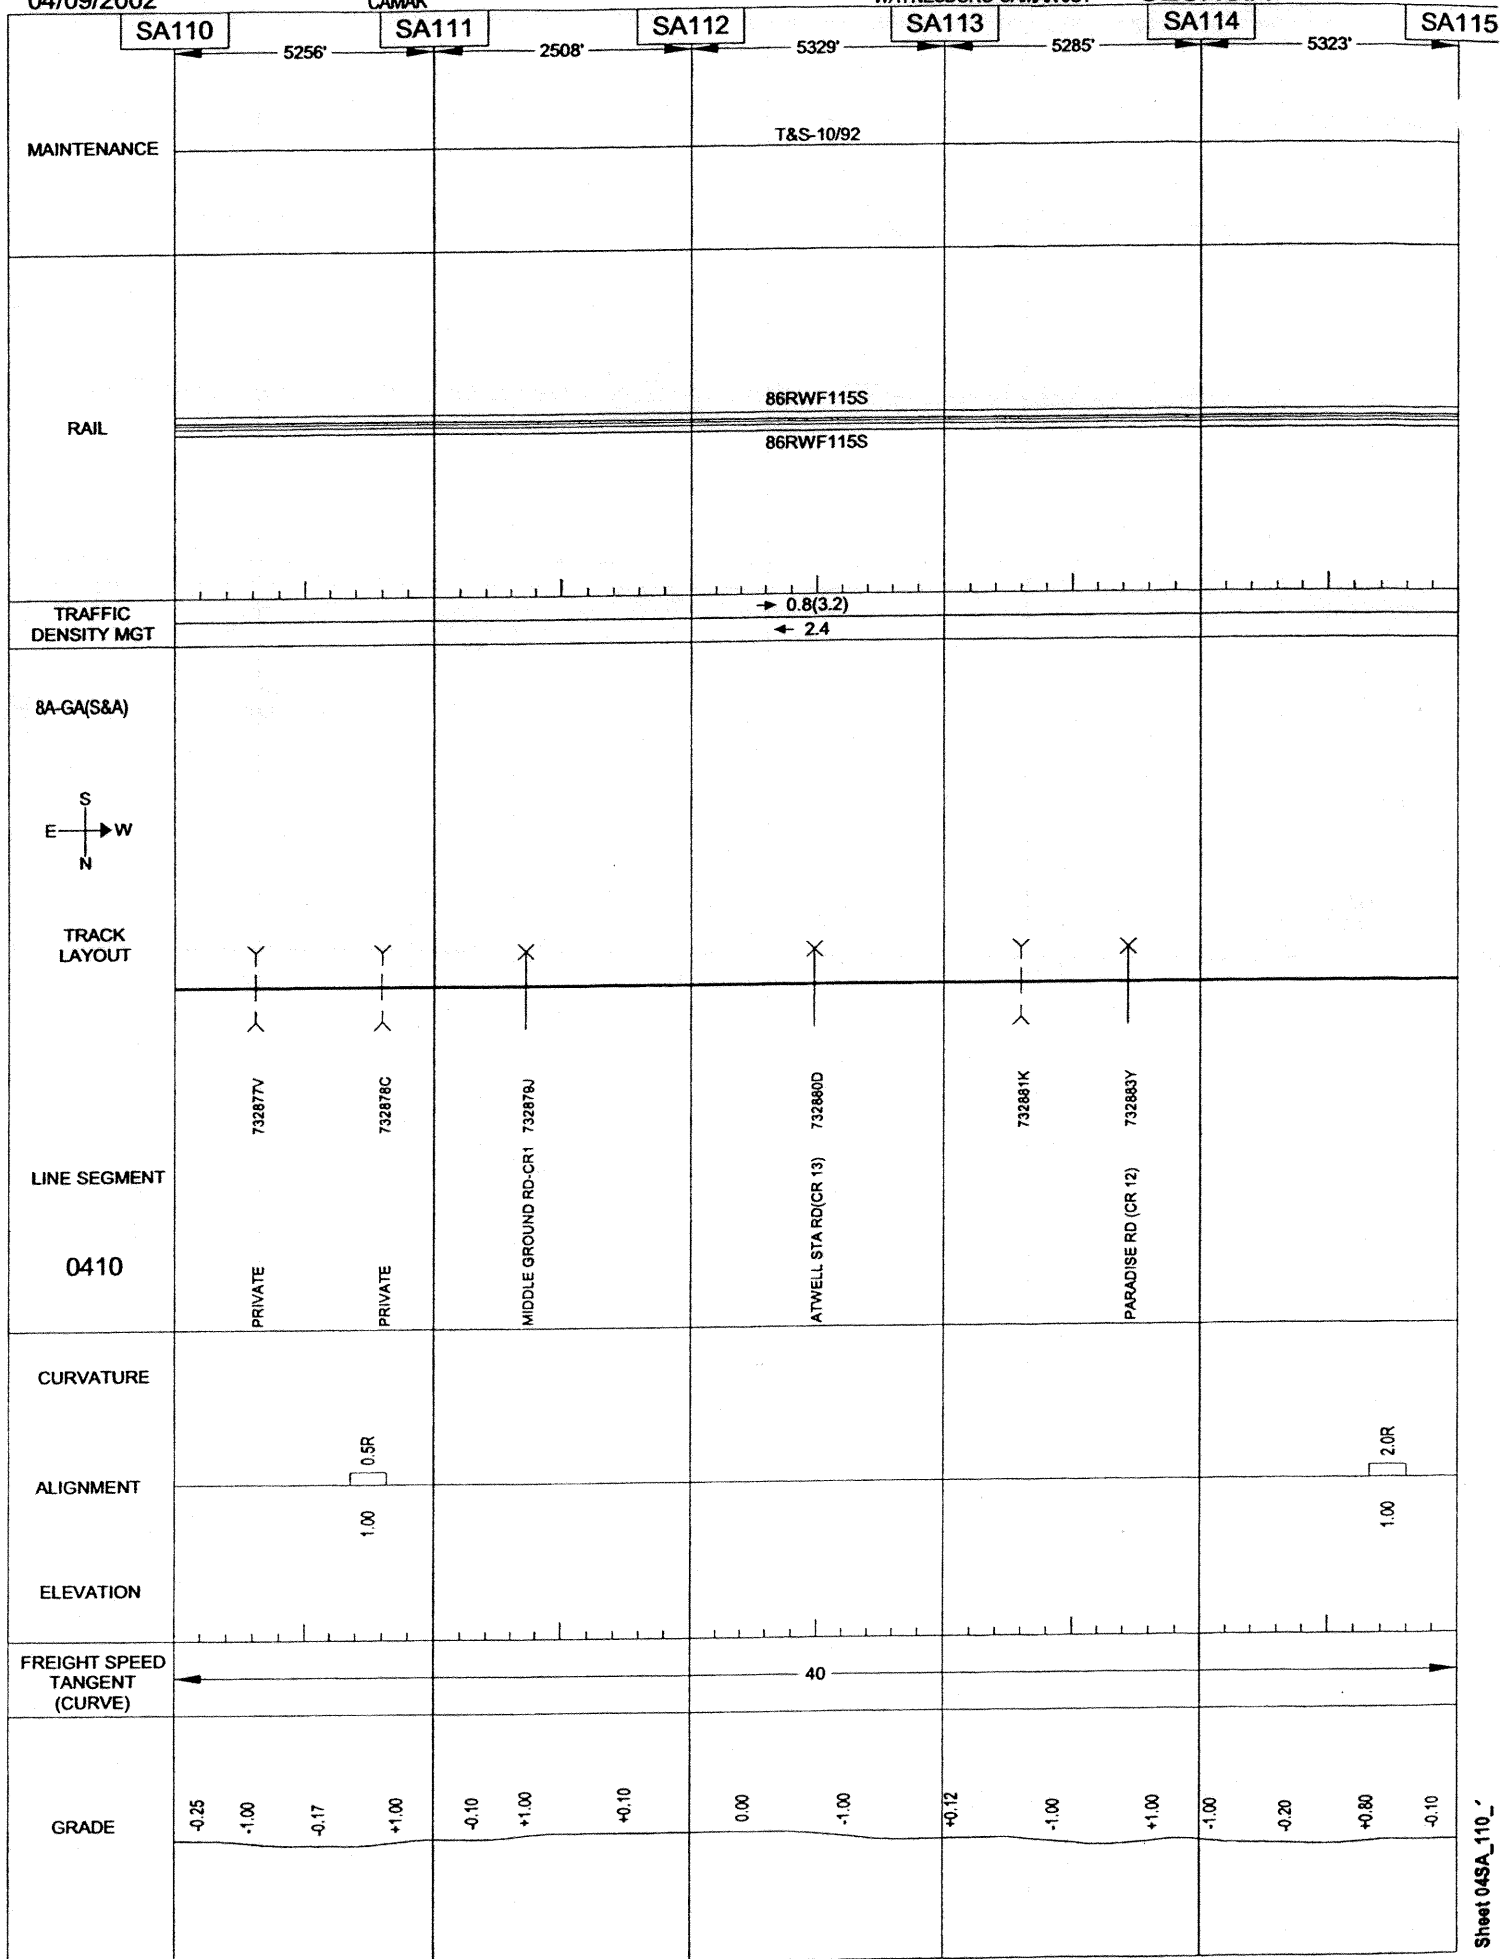 04/09/2002
CAMAK
SA110
SA111
SA112
SA113
SA114
SA115
5256'
2508'
5329'
5285'
5323'
MAINTENANCE
T&S-10/92
RAIL
86RWF115S
86RWF115S
TRAFFIC
DENSITY MGT
→ 0.8(3.2)
← 2.4
8A-GA(S&A)
S
E W
N
TRACK
LAYOUT
732877V
732878C
732879J
732880D
732881K
732883Y
LINE SEGMENT
0410
PRIVATE
PRIVATE
MIDDLE GROUND RD-CR1
ATWELL STA RD(CR 13)
PARADISE RD (CR 12)
CURVATURE
0.5R
2.0R
ALIGNMENT
1.00
1.00
ELEVATION
FREIGHT SPEED
TANGENT
(CURVE)
40
GRADE
-0.25
-1.00
-0.17
+1.00
-0.10
+1.00
+0.10
0.00
-1.00
+0.12
-1.00
+1.00
-1.00
-0.20
+0.80
-0.10
Sheet 04SA_110_